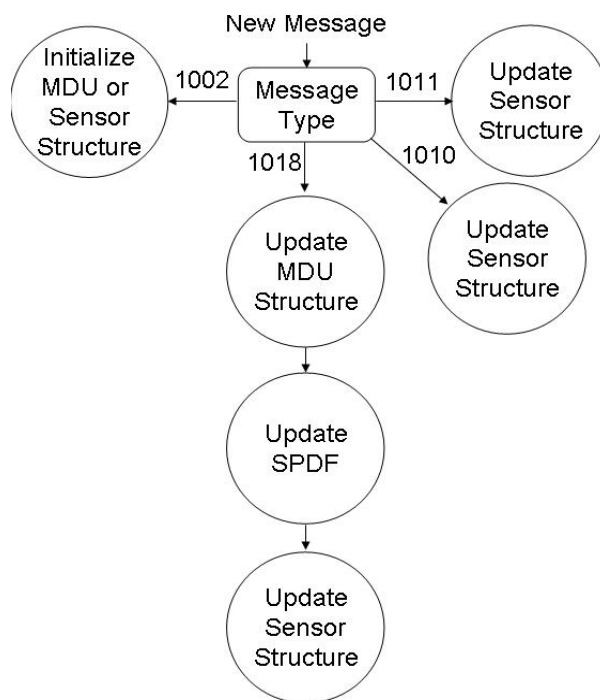 New Message
Initialize
MDU or
Sensor
Structure
1002
Message
Type
1011
Update
Sensor
Structure
1018
1010
Update
Sensor
Structure
Update
MDU
Structure
Update
SPDF
Update
Sensor
Structure